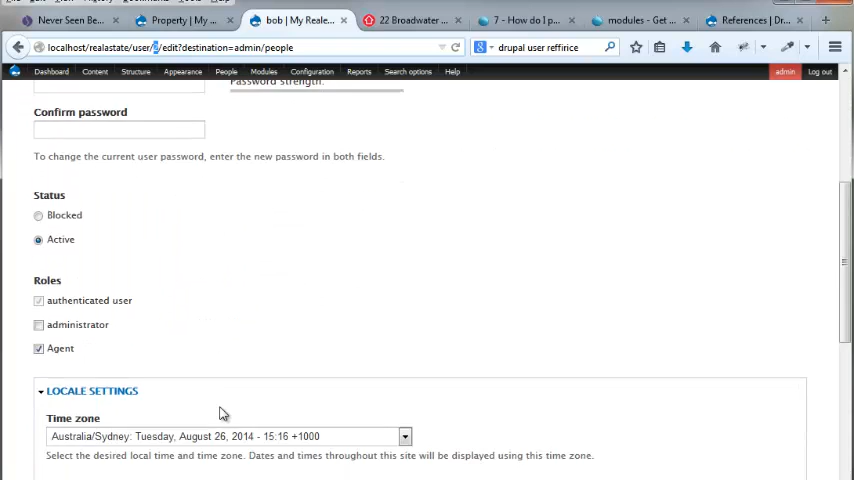 Never Seen Be...
Property | My ...
bob | My Reale...
22 Broadwater ...
7 - How do I p...
modules - Get ...
References | Dr...
localhost/realastate/user/2/edit?destination=admin/people
drupal user reffirice
Dashboard Content Structure Appearance People Modules Configuration Reports Search options Help admin Log out
Password strength:
Confirm password
To change the current user password, enter the new password in both fields.
Status
Blocked
Active
Roles
authenticated user
administrator
Agent
LOCALE SETTINGS
Time zone
Australia/Sydney: Tuesday, August 26, 2014 - 15:16 +1000
Select the desired local time and time zone. Dates and times throughout this site will be displayed using this time zone.